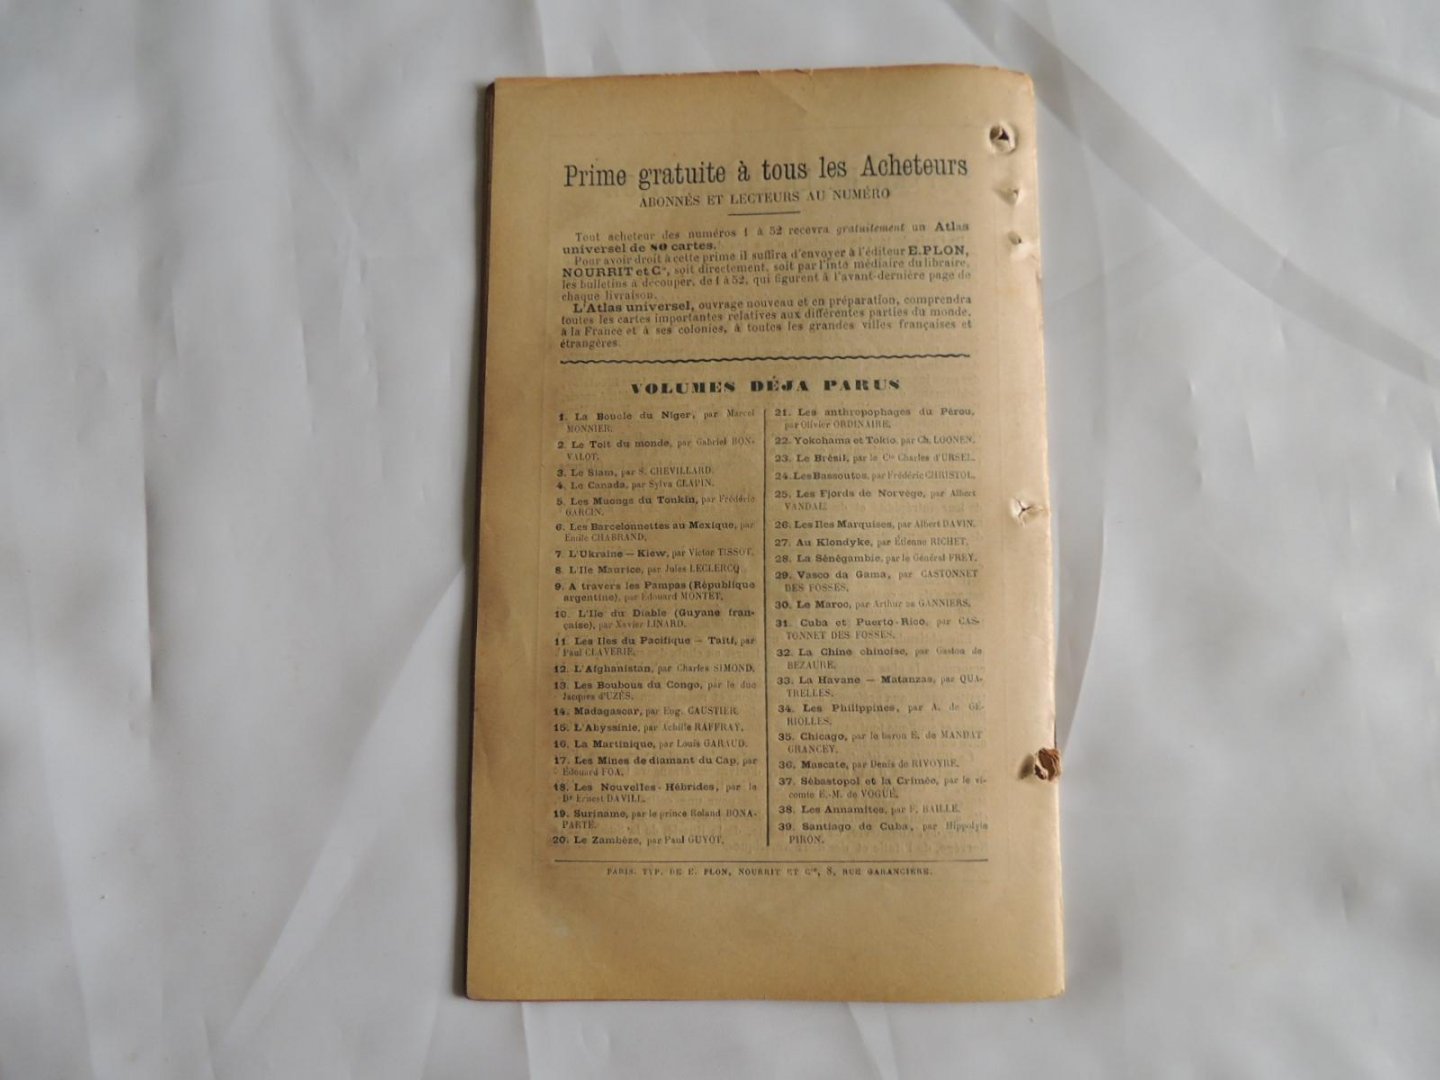 Prime gratuite à tous les Acheteurs
ABONNÉS ET LECTEURS AU NUMÉRO
Tout acheteur des numéros 1 à 52 recevra gratuitement un Atlas
universel de 80 cartes.
Pour avoir droit à cette prime il suffira d'envoyer à l'éditeur E. PLON,
NOURRIT et Cie, soit directement, soit par l'inte médiaire du libraire,
les bulletins à découper, de 1 à 52, qui figurent à l'avant-dernière page de
chaque livraison.
L'Atlas universel, ouvrage nouveau et en préparation, comprendra
toutes les cartes importantes relatives aux différentes parties du monde,
à la France et à ses colonies, à toutes les grandes villes françaises et
étrangères.
VOLUMES DÉJA PARUS
1. La Boucle du Niger, par Marcel
MONNIER.
2. Le Toit du monde, par Gabriel BON-
VALOT.
3. Le Siam, par S. CHEVILLARD.
4. Le Canada, par Sylva CLAPIN.
5. Les Muongs du Tonkin, par Frédéric
GARCIN.
6. Les Barcelonnettes au Mexique, par
Emile CHABRAND.
7. L'Ukraine — Kiew, par Victor TISSOT.
8. L'Ile Maurice, par Jules LECLERCQ
9. A travers les Pampas (République
argentine), par Edouard MONTET.
10. L'Ile du Diable (Guyane fran-
çaise), par Xavier LINARD.
11. Les Iles du Pacifique — Taïti, par
Paul CLAVERIE.
12. L'Afghanistan, par Charles SIMOND.
13. Les Boubous du Congo, par le duc
Jacques d'UZÈS.
14. Madagascar, par Eug. CAUSTIER.
15. L'Abyssinie, par Achille RAFFRAY.
16. La Martinique, par Louis GARAUD.
17. Les Mines de diamant du Cap, par
Edouard FOA.
18. Les Nouvelles-Hébrides, par le
Dr Ernest DAVILL.
19. Suriname, par le prince Roland BONA-
PARTE.
20. Le Zambèze, par Paul GUYOT.
21. Les anthropophages du Pérou,
par Olivier ORDINAIRE.
22. Yokohama et Tokio, par Ch. LOONEN.
23. Le Brésil, par le Cte Charles d'URSEL.
24. Les Bassoutos, par Frédéric CHRISTOL.
25. Les Fjords de Norvège, par Albert
VANDAL.
26. Les Iles Marquises, par Albert DAVIN.
27. Au Klondyke, par Étienne RICHET.
28. La Sénégambie, par le Général FREY.
29. Vasco da Gama, par CASTONNET
DES FOSSES.
30. Le Maroc, par Arthur de GANNIERS.
31. Cuba et Puerto-Rico, par CAS-
TONNET DES FOSSES.
32. La Chine chinoise, par Gaston de
BEZAURE.
33. La Havane — Matanzas, par QUA-
TRELLES.
34. Les Philippines, par A. de GÉ-
RIOLLES.
35. Chicago, par le baron E. de MANDAT
GRANCEY.
36. Mascate, par Denis de RIVOYRE.
37. Sébastopol et la Crimée, par le vi-
comte E.-M. de VOGUÉ.
38. Les Annamites, par F. BAILLE.
39. Santiago de Cuba, par Hippolyte
PIRON.
PARIS. TYP. DE E. PLON, NOURRIT ET Cie, 8, RUE GARANCIÈRE.